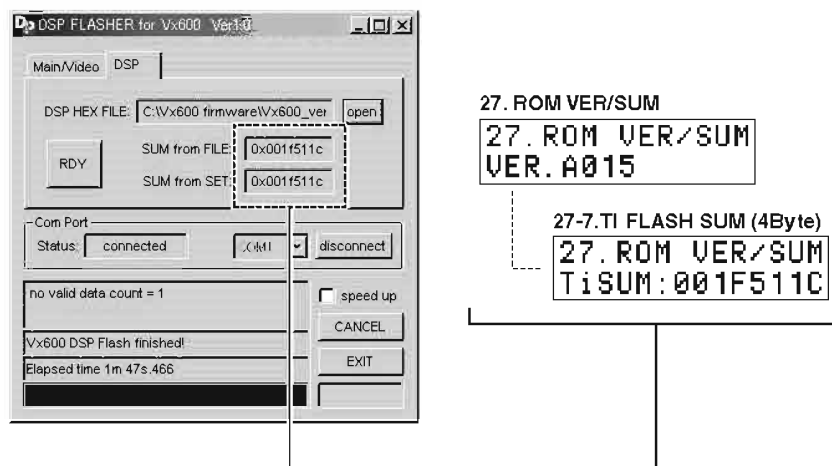 DSP FLASHER for Vx600 Ver1.0
Main/Video DSP
DSP HEX FILE: C:\Vx600 firmware\Vx600_ver open
SUM from FILE: 0x001f511c
RDY
SUM from SET: 0x001f511c
Com Port
Status: connected COM1 disconnect
no valid data count = 1
speed up
CANCEL
Vx600 DSP Flash finished!
EXIT
Elapsed time 1m 47s.466
27. ROM VER/SUM
27.ROM VER/SUM
VER.A015
27-7.TI FLASH SUM (4Byte)
27.ROM VER/SUM
TiSUM:001F511C